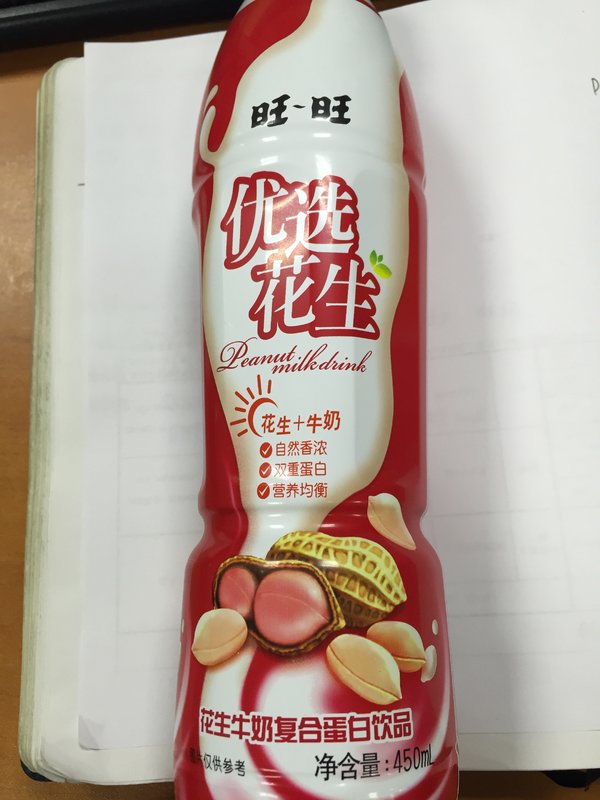 旺-旺
优选
花生
Peanut
milk drink
花生+牛奶
自然香浓
双重蛋白
营养均衡
花生牛奶复合蛋白饮品
图片仅供参考
净含量:450mL